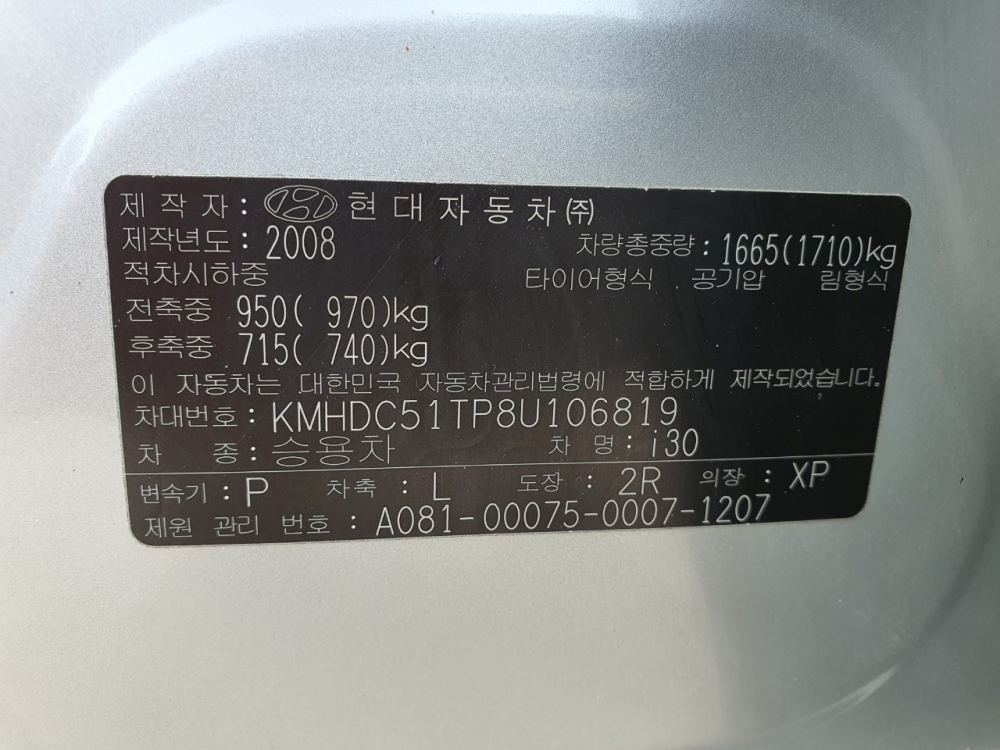 제 작 자 : 현대자동차㈜
제작년도 : 2008 차량총중량 : 1665(1710)kg
적차시하중 타이어형식 공기압 림형식
전축중 950( 970)kg
후축중 715( 740)kg
이 자동차는 대한민국 자동차관리법령에 적합하게 제작되었습니다.
차대번호 : KMHDC51TP8U106819
차 종 : 승용차 차 명 : i30
변속기 : P 차축 : L 도장 : 2R 의장 : XP
제원 관리 번호 : A081-00075-0007-1207